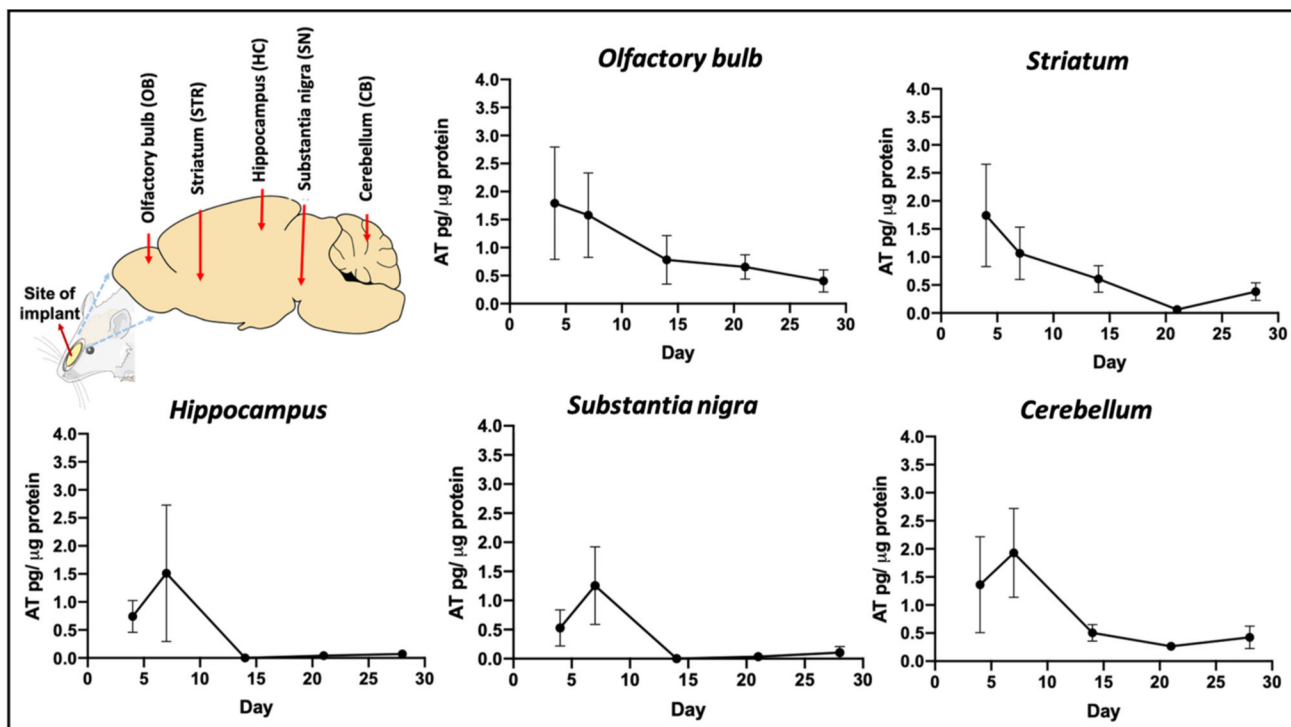 Olfactory bulb (OB)
Striatum (STR)
Hippocampus (HC)
Substantia nigra (SN)
Cerebellum (CB)
Site of
implant
Olfactory bulb
AT pg/ μg protein
4.0
3.5
3.0
2.5
2.0
1.5
1.0
0.5
0.0
0 5 10 15 20 25 30
Day
Striatum
AT pg/ μg protein
4.0
3.5
3.0
2.5
2.0
1.5
1.0
0.5
0.0
0 5 10 15 20 25 30
Day
Hippocampus
AT pg/ μg protein
4.0
3.5
3.0
2.5
2.0
1.5
1.0
0.5
0.0
0 5 10 15 20 25 30
Day
Substantia nigra
AT pg/ μg protein
4.0
3.5
3.0
2.5
2.0
1.5
1.0
0.5
0.0
0 5 10 15 20 25 30
Day
Cerebellum
AT pg/ μg protein
4.0
3.5
3.0
2.5
2.0
1.5
1.0
0.5
0.0
0 5 10 15 20 25 30
Day